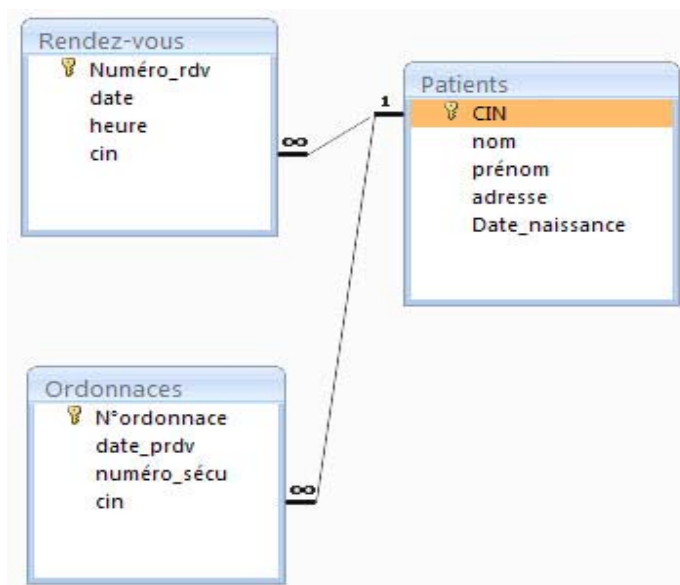 Rendez-vous
Numéro_rdv
date
heure
cin
∞
1
Patients
CIN
nom
prénom
adresse
Date_naissance
Ordonnaces
N°ordonnace
date_prdv
numéro_sécu
cin
∞